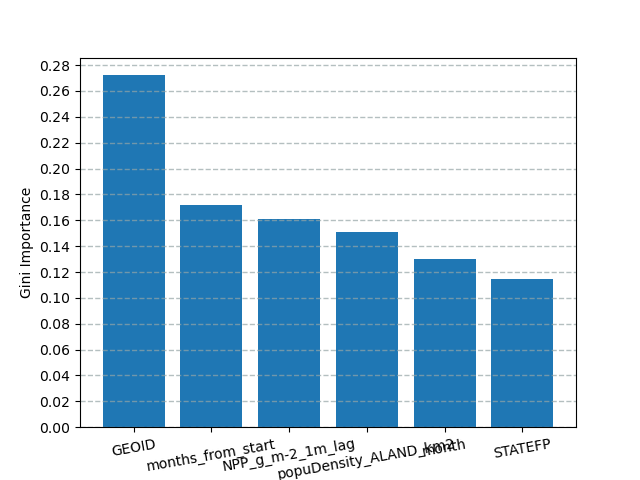 0.28
0.26
0.24
0.22
0.20
0.18
0.16
0.14
0.12
0.10
0.08
0.06
0.04
0.02
0.00
Gini Importance
GEOID
months_from_start
NPP_g_m-2_1m_lag
popuDensity_ALAND_km2
month
STATEFP